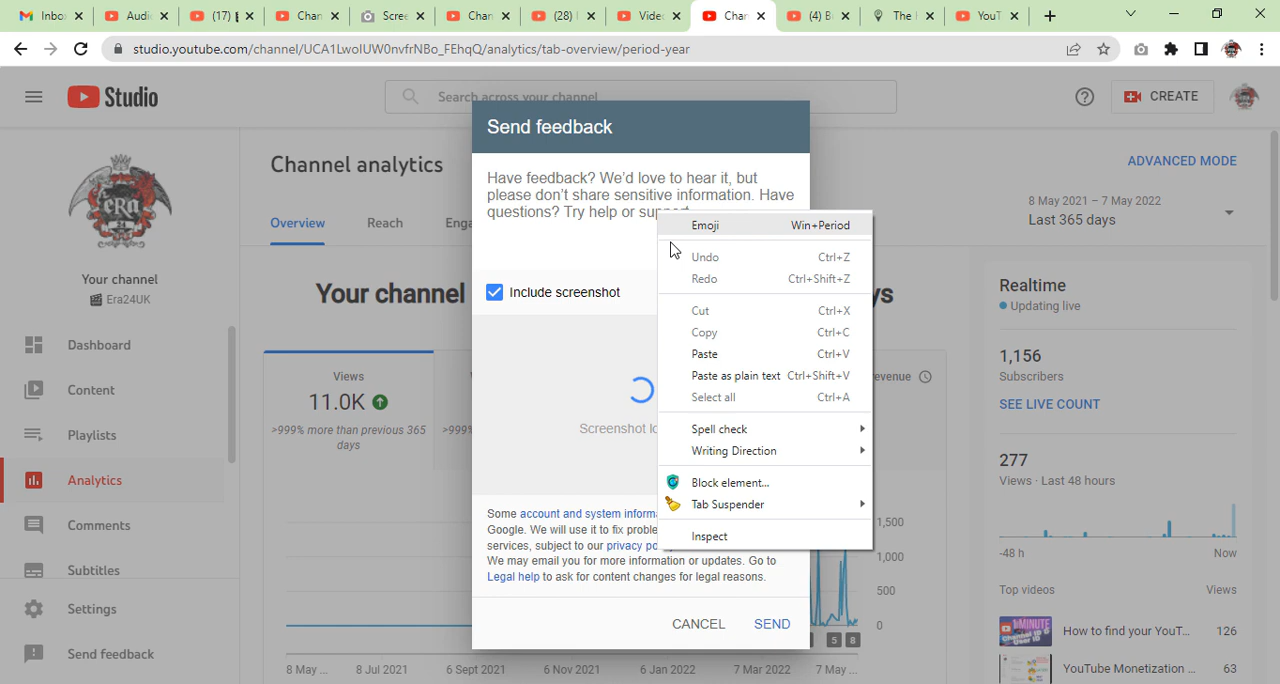 Inbo
Audio
(17)
Chan
Scree
Chan
(28)
Video
Chan
(4) B
The
YouT
studio.youtube.com/channel/UCA1LwoIUW0nvfrNBo_FEhqQ/analytics/tab-overview/period-year
Studio
Search across your channel
CREATE
Send feedback
Have feedback? We'd love to hear it, but
please don't share sensitive information. Have
questions? Try help or support.
Include screenshot
Screenshot lo
Some account and system informa
Google. We will use it to fix proble
services, subject to our privacy po
We may email you for more information or updates. Go to
Legal help to ask for content changes for legal reasons.
CANCEL
SEND
Emoji Win+Period
Undo Ctrl+Z
Redo Ctrl+Shift+Z
Cut Ctrl+X
Copy Ctrl+C
Paste Ctrl+V
Paste as plain text Ctrl+Shift+V
Select all Ctrl+A
Spell check
Writing Direction
Block element...
Tab Suspender
Inspect
Your channel
Era24UK
Dashboard
Content
Playlists
Analytics
Comments
Subtitles
Settings
Send feedback
Channel analytics
ADVANCED MODE
Overview
Reach
Enga
8 May 2021 – 7 May 2022
Last 365 days
Your channel
ys
Views
11.0K
>999% more than previous 365
days
>999%
evenue
1,500
1,000
500
0
5
8
8 May ...
8 Jul 2021
6 Sept 2021
6 Nov 2021
6 Jan 2022
7 Mar 2022
7 May ...
Realtime
Updating live
1,156
Subscribers
SEE LIVE COUNT
277
Views · Last 48 hours
-48 h
Now
Top videos
Views
1 MINUTE
Channel ID &
User ID
How to find your YouT... 126
YouTube Monetization ... 63